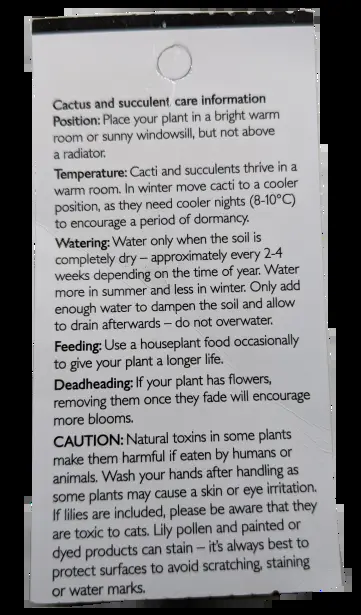 Cactus and succulent care information
Position: Place your plant in a bright warm
room or sunny windowsill, but not above
a radiator.
Temperature: Cacti and succulents thrive in a
warm room. In winter move cacti to a cooler
position, as they need cooler nights (8-10°C)
to encourage a period of dormancy.
Watering: Water only when the soil is
completely dry – approximately every 2-4
weeks depending on the time of year. Water
more in summer and less in winter. Only add
enough water to dampen the soil and allow
to drain afterwards – do not overwater.
Feeding: Use a houseplant food occasionally
to give your plant a longer life.
Deadheading: If your plant has flowers,
removing them once they fade will encourage
more blooms.
CAUTION: Natural toxins in some plants
make them harmful if eaten by humans or
animals. Wash your hands after handling as
some plants may cause a skin or eye irritation.
If lilies are included, please be aware that they
are toxic to cats. Lily pollen and painted or
dyed products can stain – it's always best to
protect surfaces to avoid scratching, staining
or water marks.